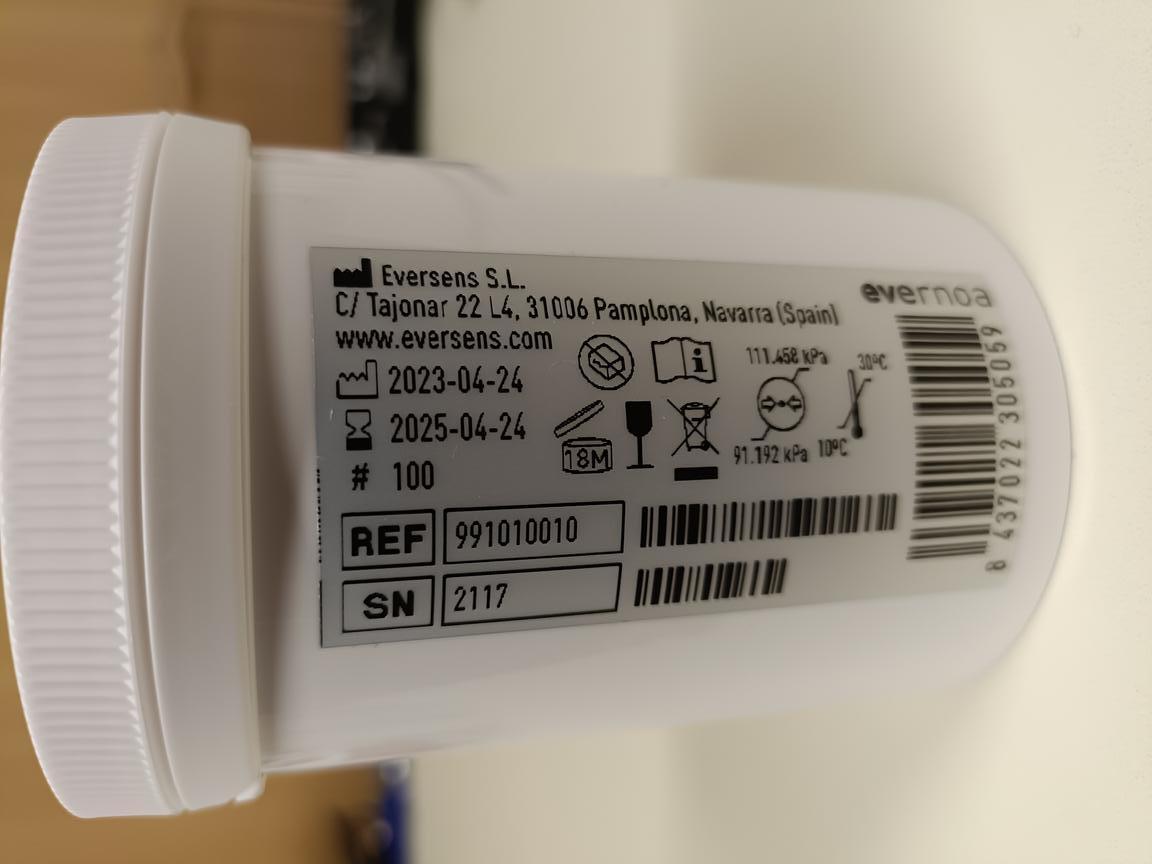 Eversens S.L.
C/ Tajonar 22 L4, 31006 Pamplona, Navarra (Spain)
www.eversens.com
2023-04-24
2025-04-24
# 100
18M
111.458 kPa
91.192 kPa
30ºC
10ºC
REF 991010010
SN 2117
evernoa
8 437022 305059